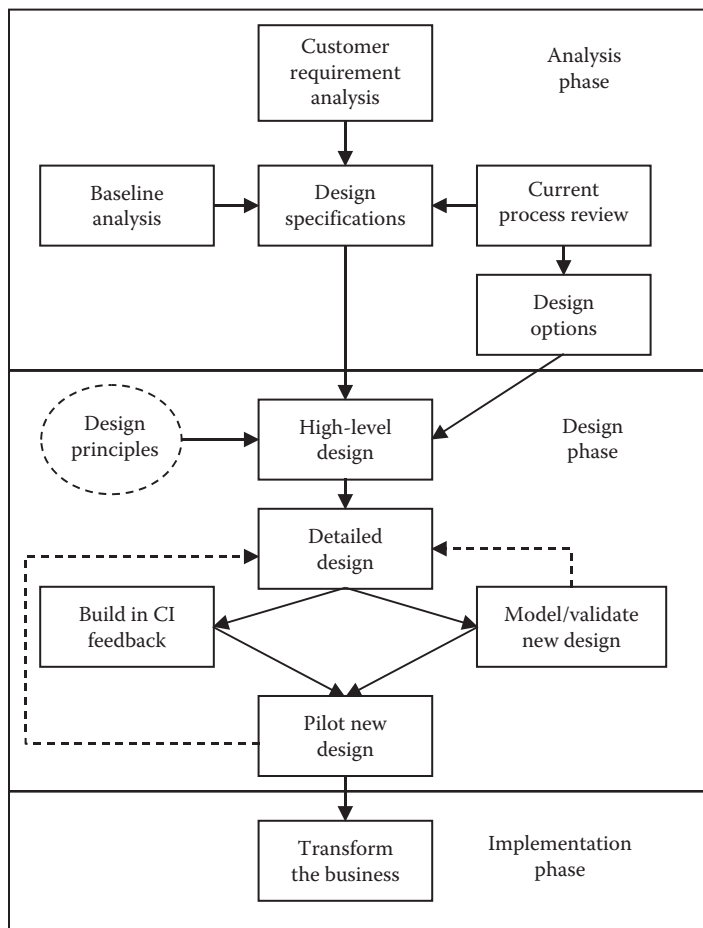 Customer
requirement
analysis
Analysis
phase
Baseline
analysis
Design
specifications
Current
process review
Design
options
Design
principles
High-level
design
Design
phase
Detailed
design
Build in CI
feedback
Model/validate
new design
Pilot new
design
Transform
the business
Implementation
phase